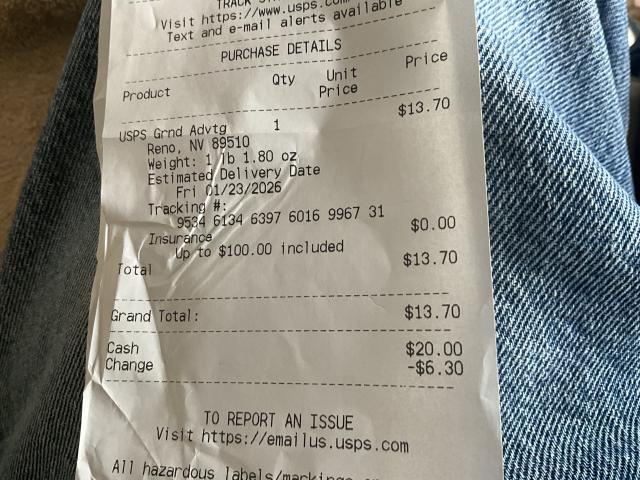 TRACK
Visit https://www.usps.com
Text and e-mail alerts available
PURCHASE DETAILS
Product Qty Unit Price Price
USPS Grnd Advtg 1 $13.70
Reno, NV 89510
Weight: 1 lb 1.80 oz
Estimated Delivery Date
Fri 01/23/2026
Tracking #:
9534 6134 6397 6016 9967 31
Insurance $0.00
Up to $100.00 included
Total $13.70
Grand Total: $13.70
Cash $20.00
Change -$6.30
TO REPORT AN ISSUE
Visit https://emailus.usps.com
All hazardous labels/markings